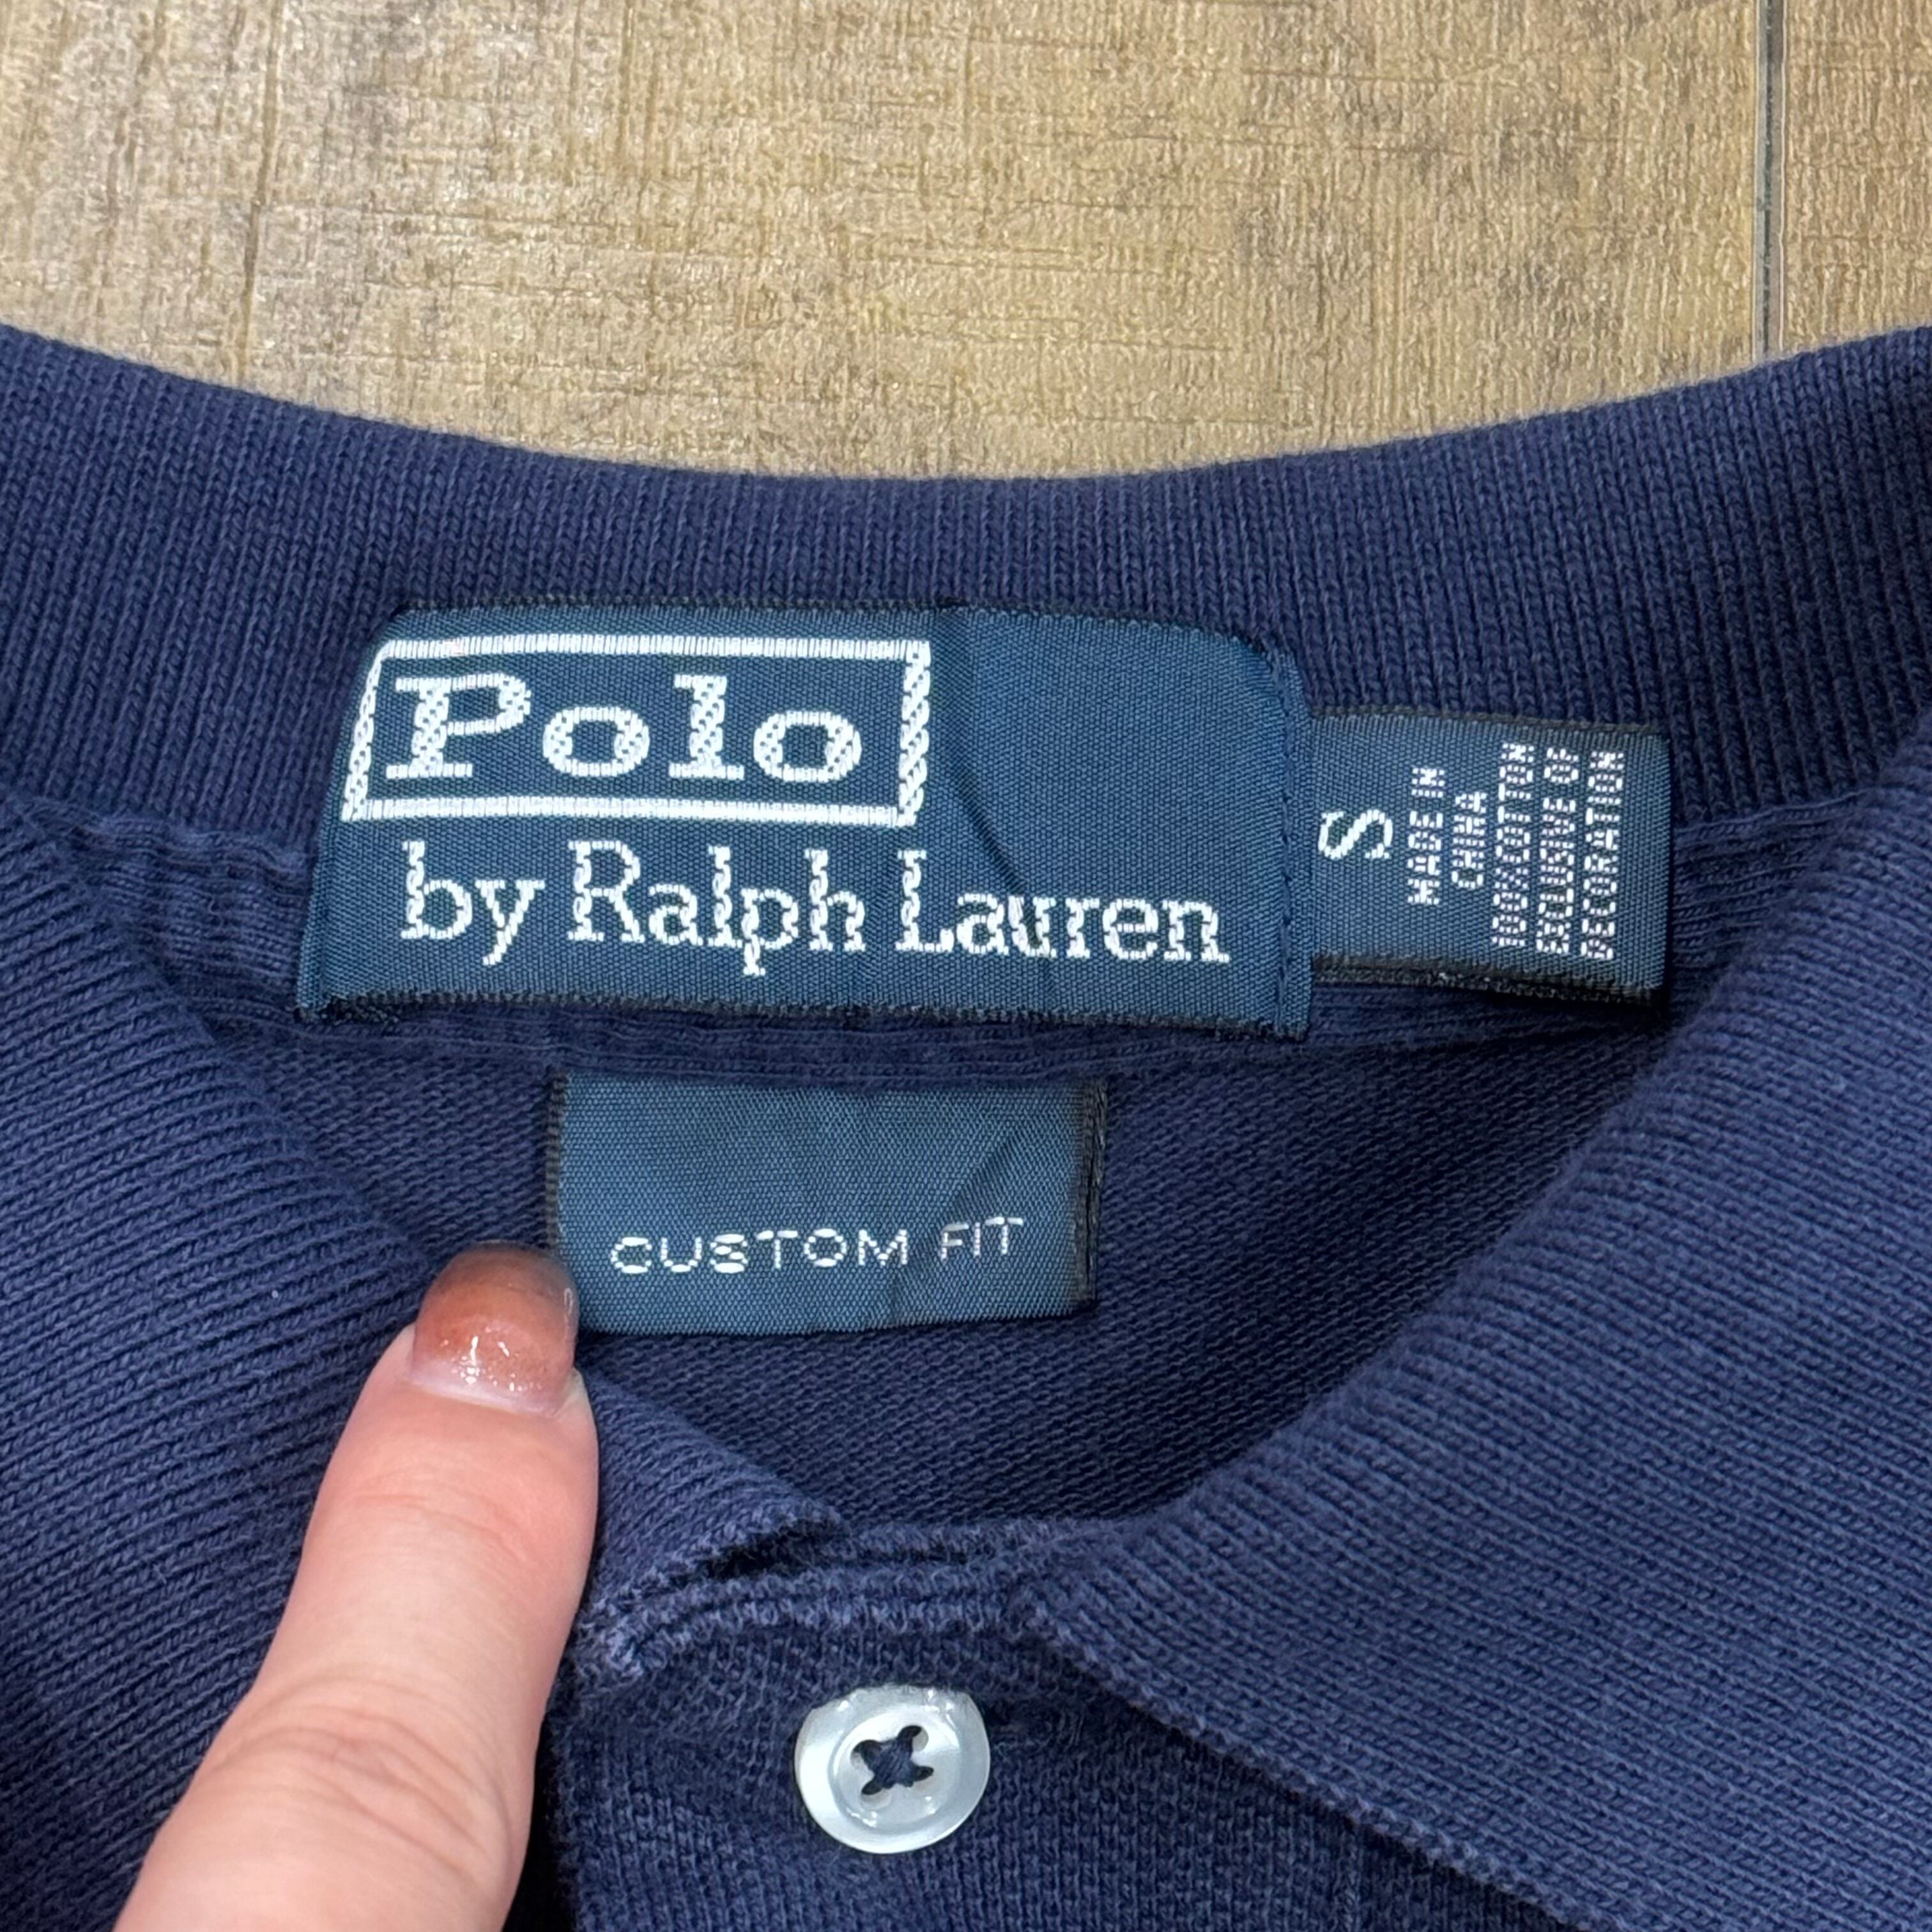 Polo
by Ralph Lauren
S
MADE IN
CHINA
100% COTTON
EXCLUSIVE OF
DECORATION
CUSTOM FIT